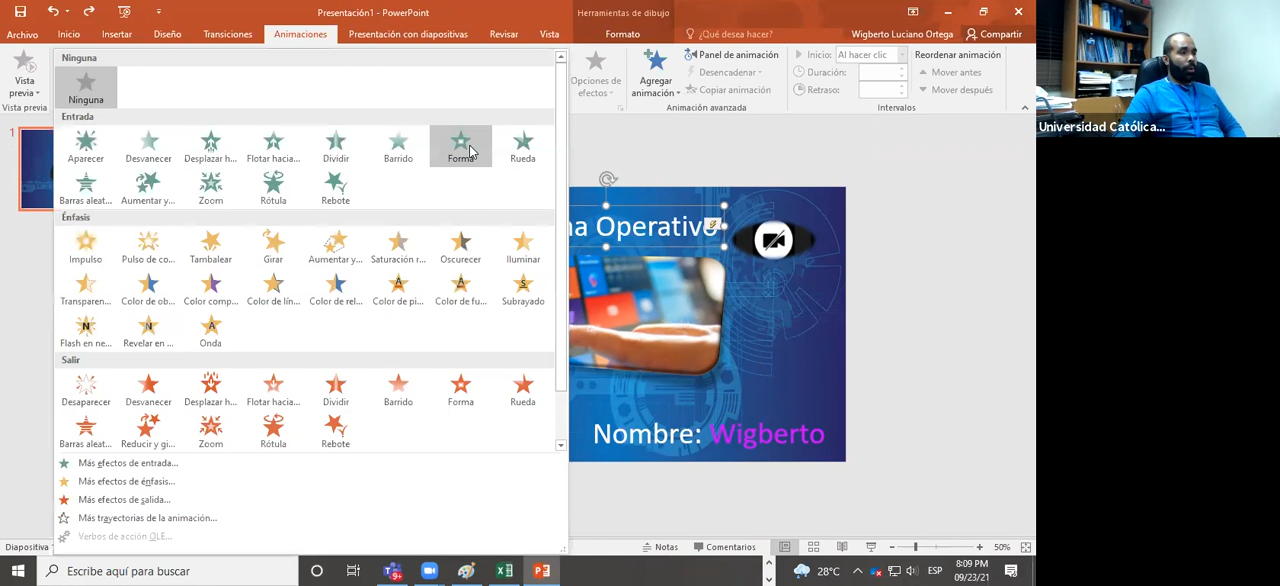 Presentación1 - PowerPoint
Herramientas de dibujo
Archivo Inicio Insertar Diseño Transiciones Animaciones Presentación con diapositivas Revisar Vista Formato ¿Qué desea hacer? Wigberto Luciano Ortega Compartir
Vista previa
Vista previa
Opciones de efectos
Agregar animación
Panel de animación
Desencadenar
Copiar animación
Animación avanzada
Inicio: Al hacer clic
Duración:
Retraso:
Intervalos
Reordenar animación
Mover antes
Mover después
Ninguna
Ninguna
Entrada
Aparecer Desvanecer Desplazar h... Flotar hacia... Dividir Barrido Forma Rueda
Barras aleat... Aumentar y... Zoom Rótula Rebote
Énfasis
Impulso Pulso de co... Tambalear Girar Aumentar y... Saturación r... Oscurecer Iluminar
Transparen... Color de ob... Color comp... Color de lín... Color de rel... Color de pi... Color de fu... Subrayado
Flash en ne... Revelar en ... Onda
Salir
Desaparecer Desvanecer Desplazar h... Flotar hacia... Dividir Barrido Forma Rueda
Barras aleat... Reducir y gi... Zoom Rótula Rebote
Más efectos de entrada...
Más efectos de énfasis...
Más efectos de salida...
Más trayectorias de la animación...
Verbos de acción OLE...
1
na Operativo
Nombre: Wigberto
Universidad Católica...
Diapositiva
Notas Comentarios 50%
Escribe aquí para buscar
9+
28°C ESP
8:09 PM
09/23/21